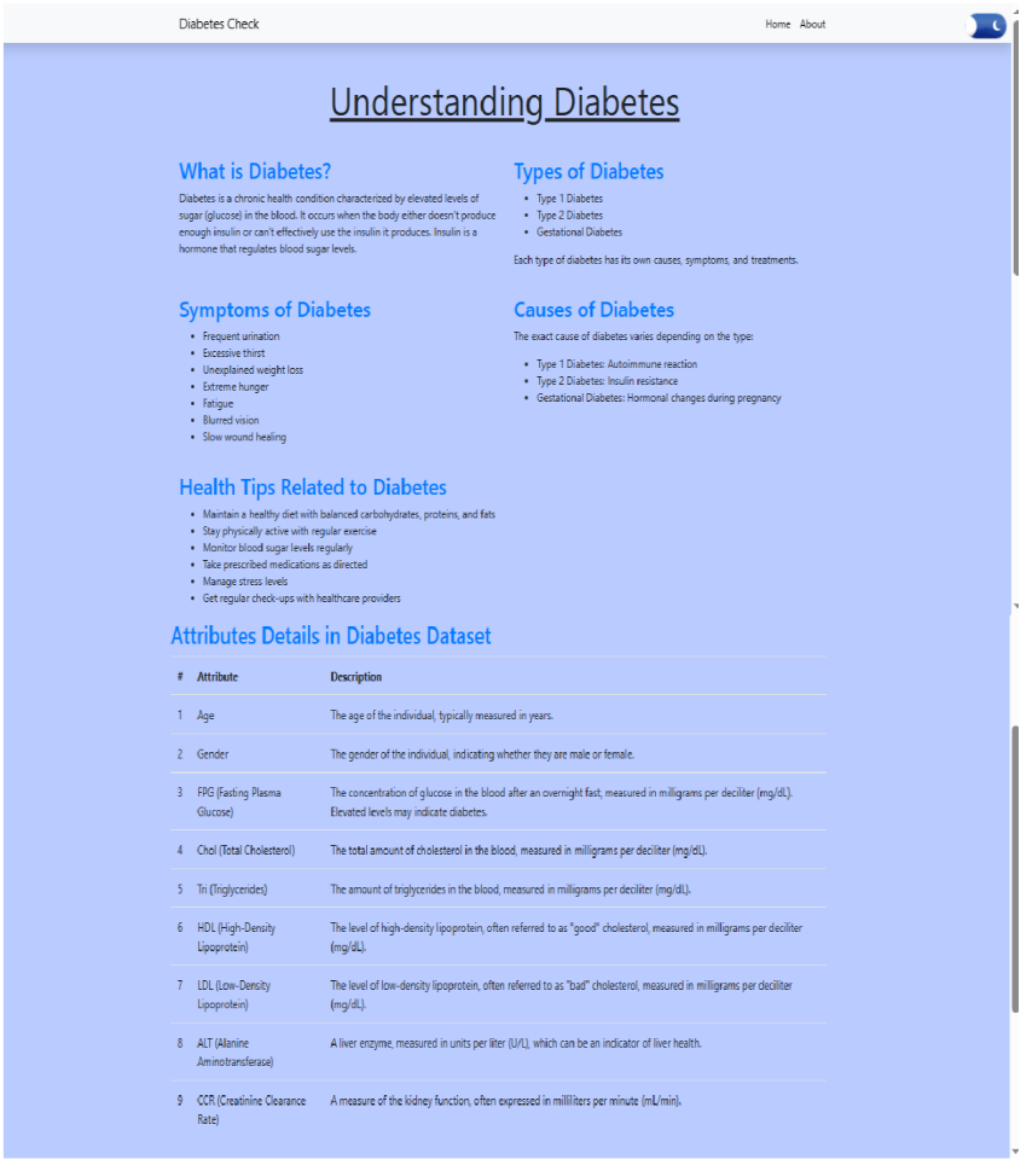 Diabetes Check
Home About
Understanding Diabetes
What is Diabetes?
Diabetes is a chronic health condition characterized by elevated levels of
sugar (glucose) in the blood. It occurs when the body either doesn't produce
enough insulin or can't effectively use the insulin it produces. Insulin is a
hormone that regulates blood sugar levels.
Types of Diabetes
• Type 1 Diabetes
• Type 2 Diabetes
• Gestational Diabetes
Each type of diabetes has its own causes, symptoms, and treatments.
Symptoms of Diabetes
• Frequent urination
• Excessive thirst
• Unexplained weight loss
• Extreme hunger
• Fatigue
• Blurred vision
• Slow wound healing
Causes of Diabetes
The exact cause of diabetes varies depending on the type:
• Type 1 Diabetes: Autoimmune reaction
• Type 2 Diabetes: Insulin resistance
• Gestational Diabetes: Hormonal changes during pregnancy
Health Tips Related to Diabetes
• Maintain a healthy diet with balanced carbohydrates, proteins, and fats
• Stay physically active with regular exercise
• Monitor blood sugar levels regularly
• Take prescribed medications as directed
• Manage stress levels
• Get regular check-ups with healthcare providers
Attributes Details in Diabetes Dataset
# Attribute Description
1 Age The age of the individual, typically measured in years.
2 Gender The gender of the individual, indicating whether they are male or female.
3 FPG (Fasting Plasma The concentration of glucose in the blood after an overnight fast, measured in milligrams per deciliter (mg/dL).
Glucose) Elevated levels may indicate diabetes.
4 Chol (Total Cholesterol) The total amount of cholesterol in the blood, measured in milligrams per deciliter (mg/dL).
5 Tri (Triglycerides) The amount of triglycerides in the blood, measured in milligrams per deciliter (mg/dL).
6 HDL (High-Density The level of high-density lipoprotein, often referred to as "good" cholesterol, measured in milligrams per deciliter
Lipoprotein) (mg/dL).
7 LDL (Low-Density The level of low-density lipoprotein, often referred to as "bad" cholesterol, measured in milligrams per deciliter
Lipoprotein) (mg/dL).
8 ALT (Alanine A liver enzyme, measured in units per liter (U/L), which can be an indicator of liver health.
Aminotransferase)
9 CCR (Creatinine Clearance A measure of the kidney function, often expressed in milliliters per minute (mL/min).
Rate)